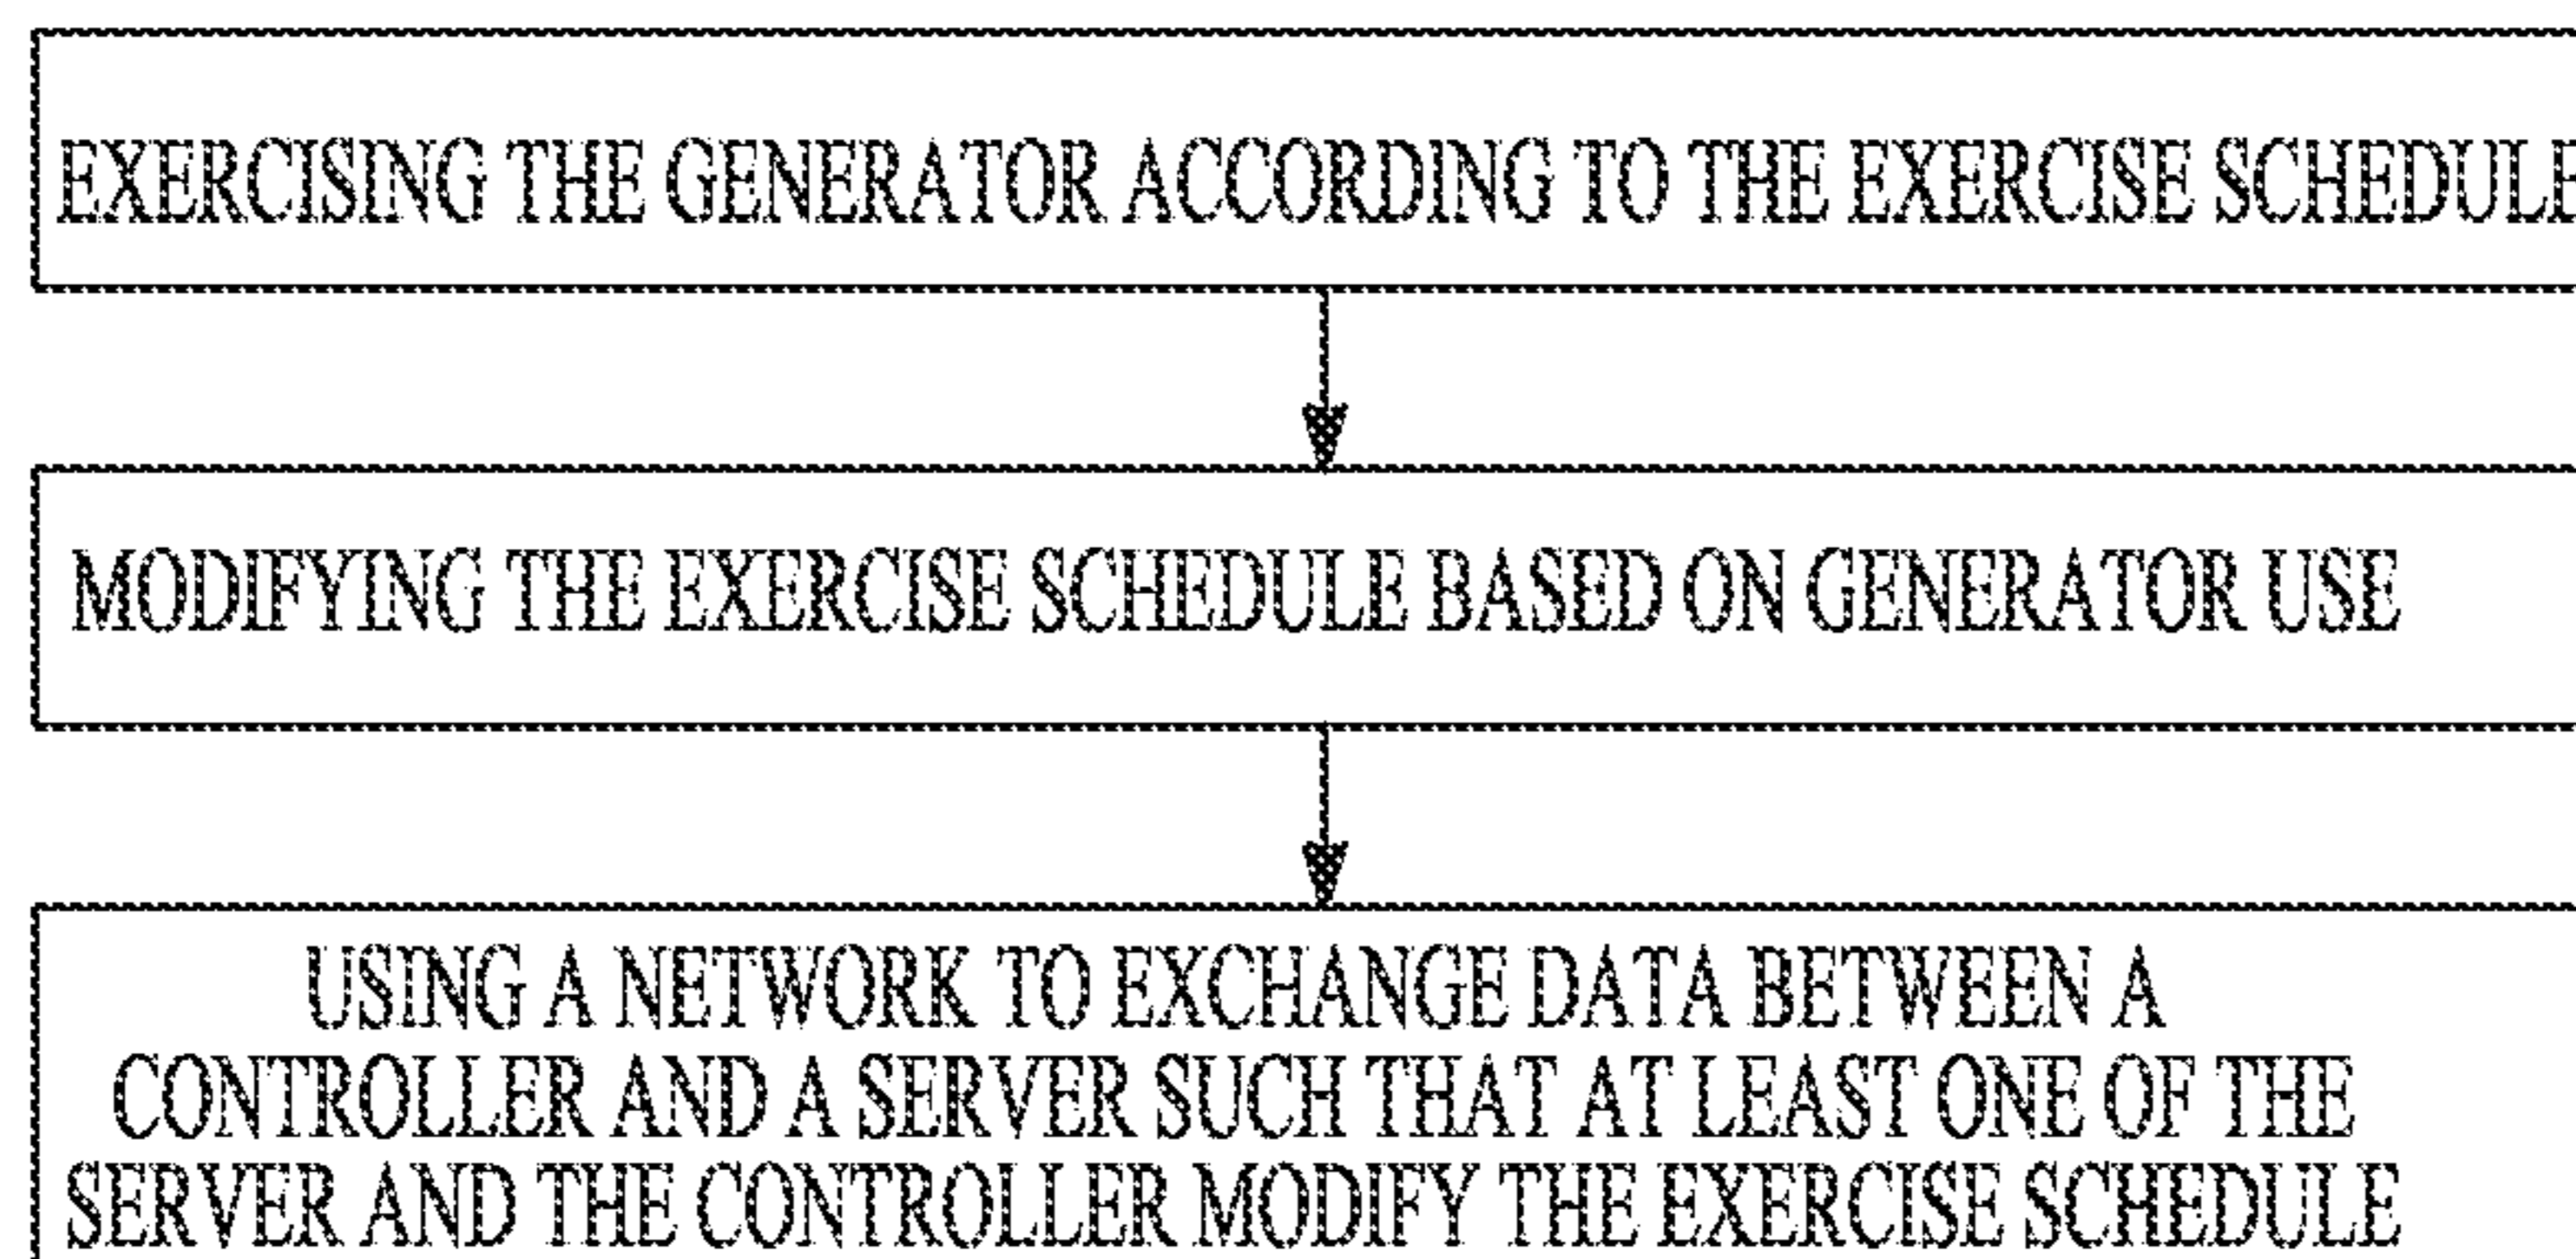 EXERCISING THE GENERATOR ACCORDING TO THE EXERCISE SCHEDULE
MODIFYING THE EXERCISE SCHEDULE BASED ON GENERATOR USE
USING A NETWORK TO EXCHANGE DATA BETWEEN A
CONTROLLER AND A SERVER SUCH THAT AT LEAST ONE OF THE
SERVER AND THE CONTROLLER MODIFY THE EXERCISE SCHEDULE